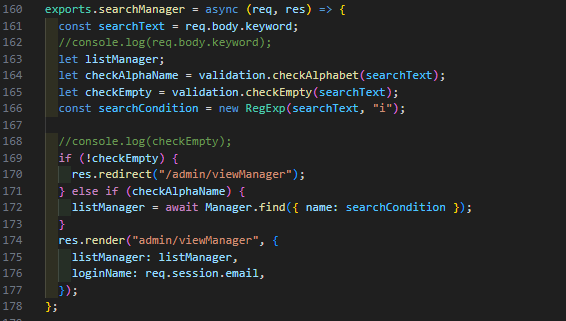 160 exports.searchManager = async (req, res) => {
161   const searchText = req.body.keyword;
162   //console.log(req.body.keyword);
163   let listManager;
164   let checkAlphaName = validation.checkAlphabet(searchText);
165   let checkEmpty = validation.checkEmpty(searchText);
166   const searchCondition = new RegExp(searchText, "i");
167
168   //console.log(checkEmpty);
169   if (!checkEmpty) {
170     res.redirect("/admin/viewManager");
171   } else if (checkAlphaName) {
172     listManager = await Manager.find({ name: searchCondition });
173   }
174   res.render("admin/viewManager", {
175     listManager: listManager,
176     loginName: req.session.email,
177   });
178 };
179